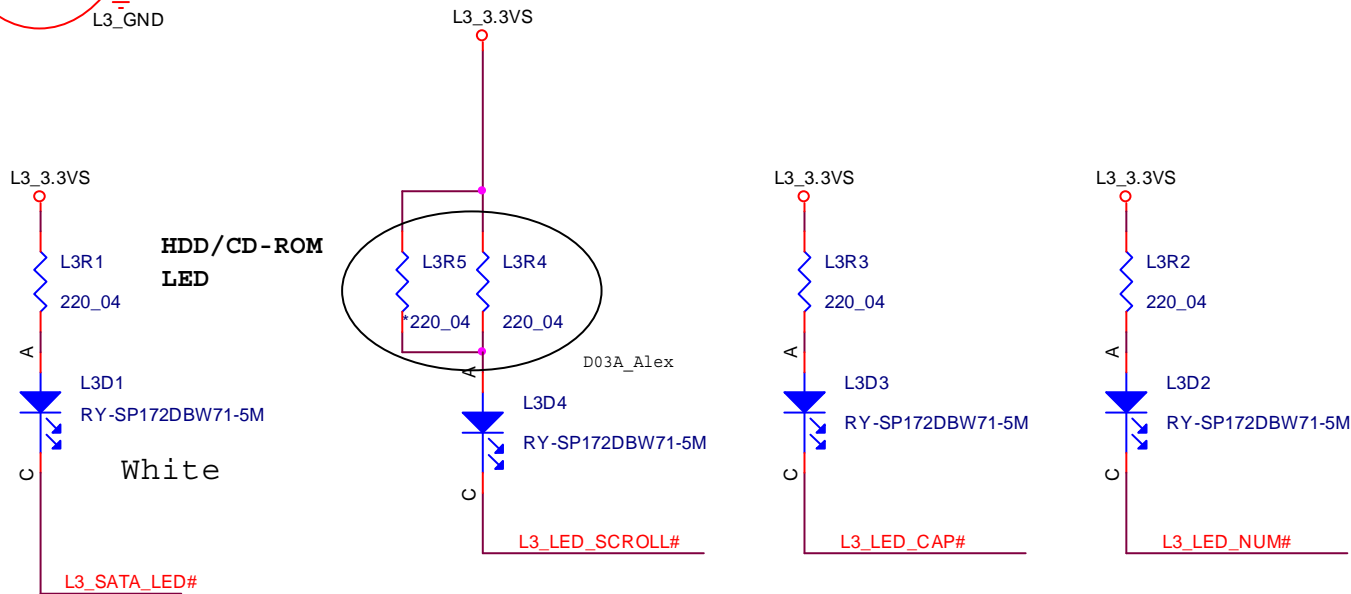 L3_GND
L3_3.3VS
L3_3.3VS
L3_3.3VS
L3_3.3VS
HDD/CD-ROM
LED
L3R1
220_04
L3R5
*220_04
L3R4
220_04
L3R3
220_04
L3R2
220_04
D03A_Alex
A
L3D1
RY-SP172DBW71-5M
C
White
A
L3D4
RY-SP172DBW71-5M
C
A
L3D3
RY-SP172DBW71-5M
C
A
L3D2
RY-SP172DBW71-5M
C
L3_LED_SCROLL#
L3_LED_CAP#
L3_LED_NUM#
L3_SATA_LED#